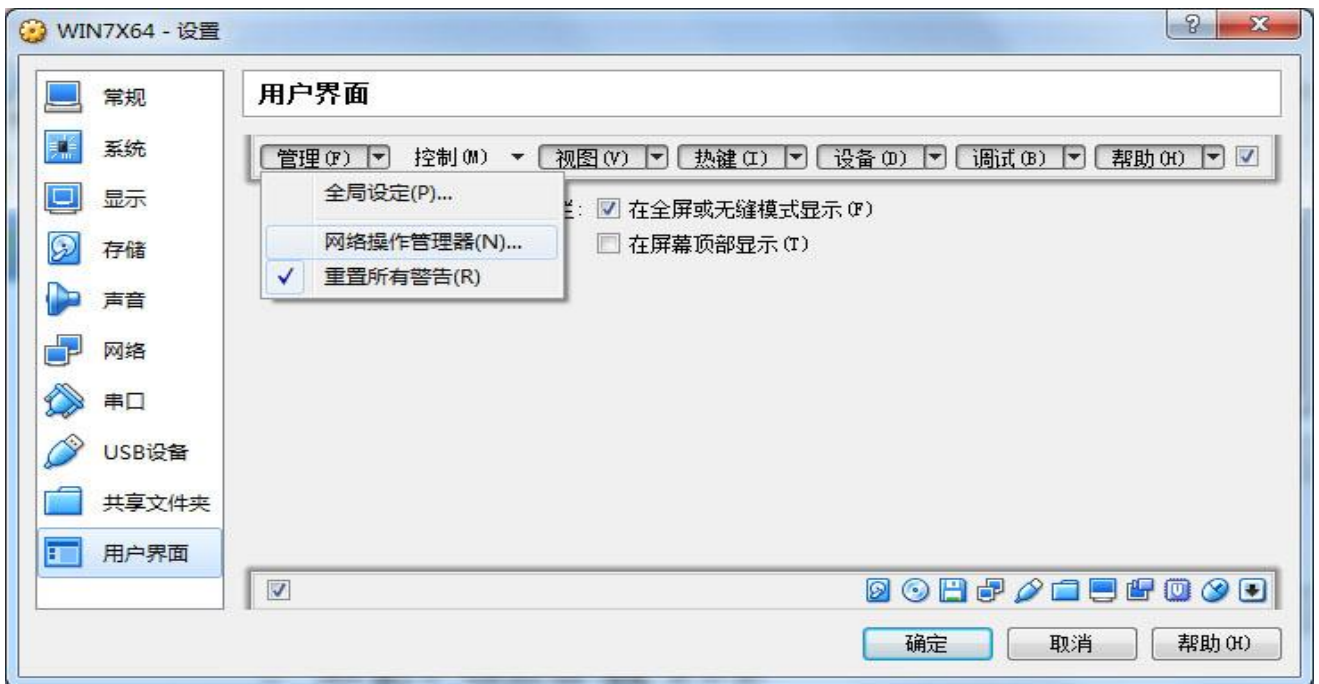 WIN7X64 - 设置
常规
系统
显示
存储
声音
网络
串口
USB设备
共享文件夹
用户界面
用户界面
管理(F) 控制(M) 视图(V) 热键(I) 设备(D) 调试(B) 帮助(H)
全局设定(P)...
网络操作管理器(N)...
重置所有警告(R)
在全屏或无缝模式显示(F)
在屏幕顶部显示(T)
确定 取消 帮助(H)